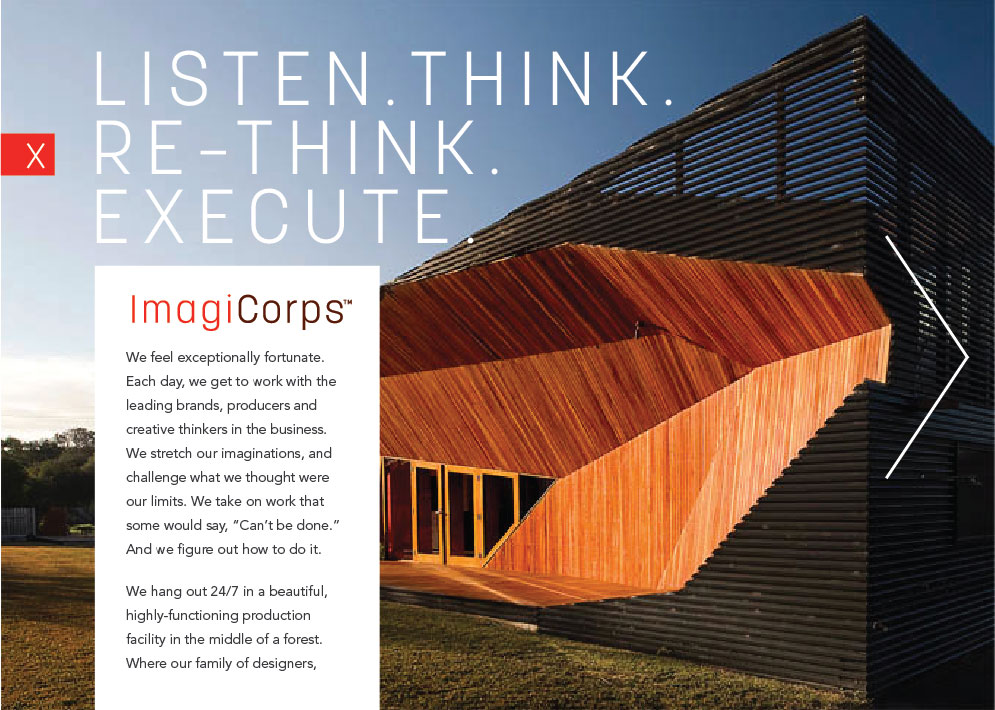 LISTEN.THINK.
RE-THINK.
EXECUTE.
X
ImagiCorps™
We feel exceptionally fortunate.
Each day, we get to work with the
leading brands, producers and
creative thinkers in the business.
We stretch our imaginations, and
challenge what we thought were
our limits. We take on work that
some would say, “Can’t be done.”
And we figure out how to do it.
We hang out 24/7 in a beautiful,
highly-functioning production
facility in the middle of a forest.
Where our family of designers,